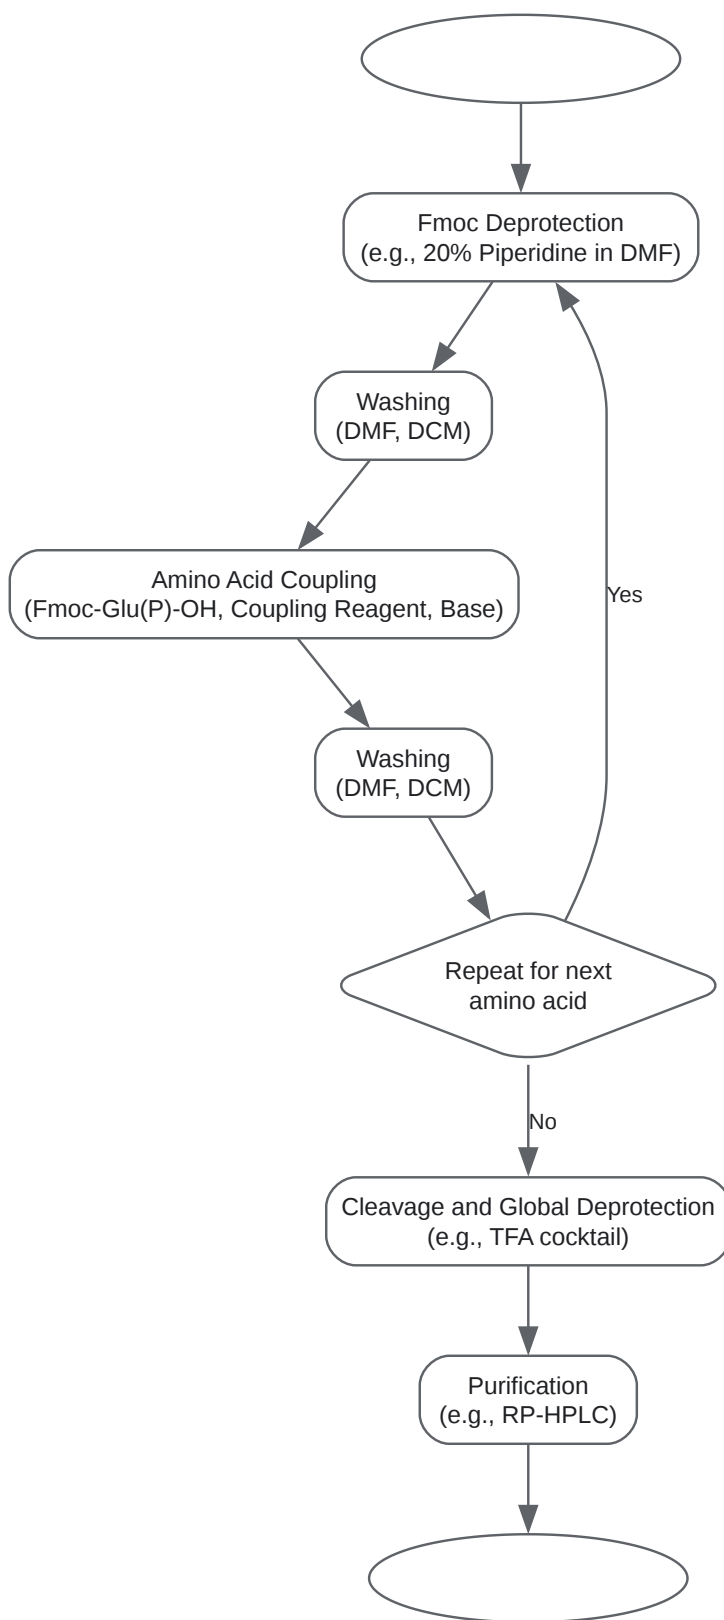 Fmoc Deprotection
(e.g., 20% Piperidine in DMF)
Washing
(DMF, DCM)
Amino Acid Coupling
(Fmoc-Glu(P)-OH, Coupling Reagent, Base)
Yes
Washing
(DMF, DCM)
Repeat for next
amino acid
No
Cleavage and Global Deprotection
(e.g., TFA cocktail)
Purification
(e.g., RP-HPLC)